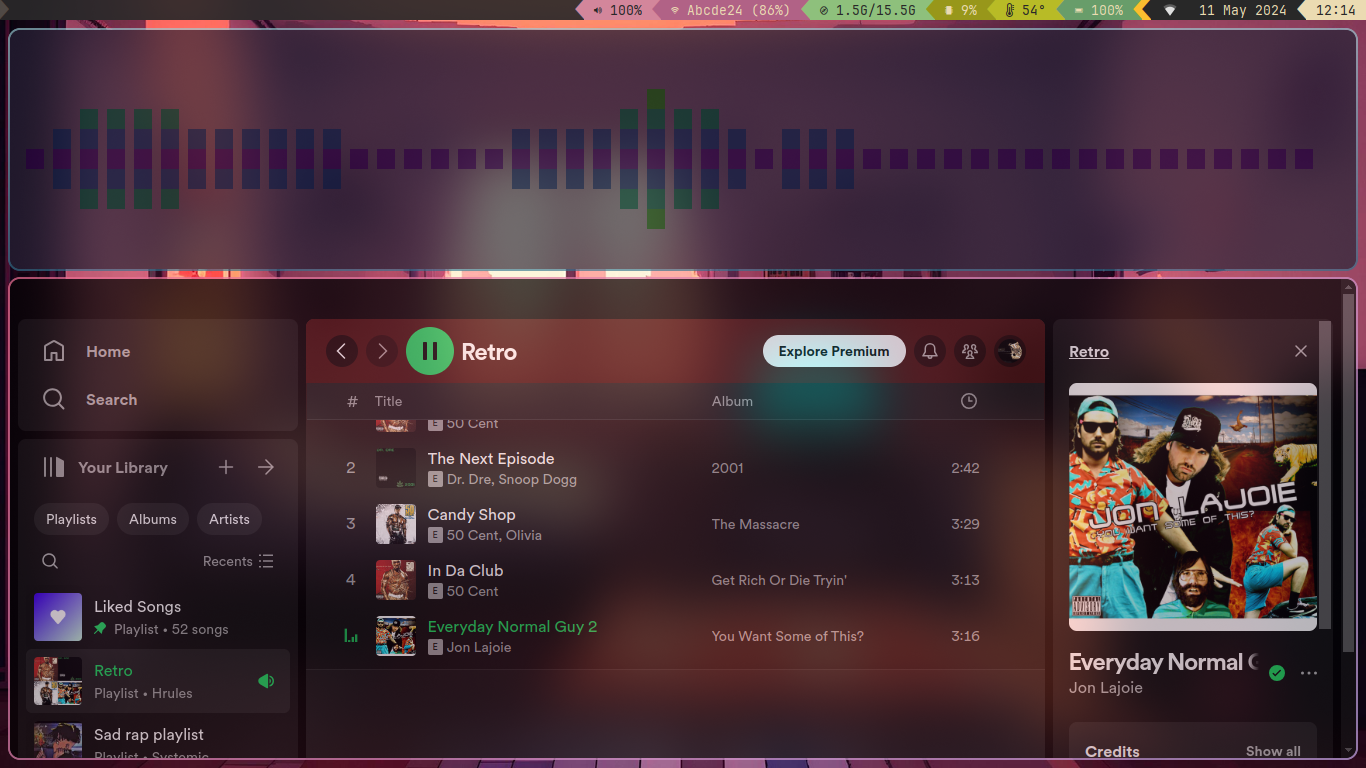 100%
Abcde24 (86%)
1.5G/15.5G
9%
54°
100%
11 May 2024
12:14
Home
Search
Your Library
Playlists
Albums
Artists
Recents
Liked Songs
Playlist • 52 songs
Retro
Playlist • Hrules
Sad rap playlist
Playlist • Systemic
Retro
Explore Premium
# Title Album
E 50 Cent
2 The Next Episode 2001 2:42
E Dr. Dre, Snoop Dogg
3 Candy Shop The Massacre 3:29
E 50 Cent, Olivia
4 In Da Club Get Rich Or Die Tryin' 3:13
E 50 Cent
Everyday Normal Guy 2 You Want Some of This? 3:16
E Jon Lajoie
Retro
JON LAJOIE
YOU WANT SOME OF THIS?
Everyday Normal
Jon Lajoie
Credits
Show all